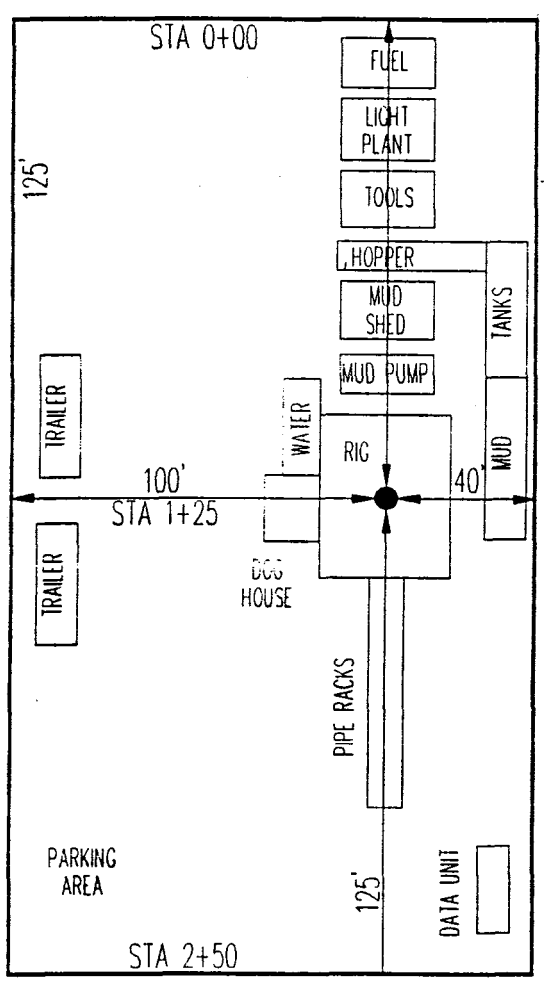 STA 0+00
FUEL
LIGHT
PLANT
125'
TOOLS
HOPPER
MUD
SHED
TANKS
MUD PUMP
TRAILER
WATER
RIG
MUD
100'
40'
STA 1+25
TRAILER
DOG
HOUSE
PIPE RACKS
PARKING
AREA
125'
DATA UNIT
STA 2+50